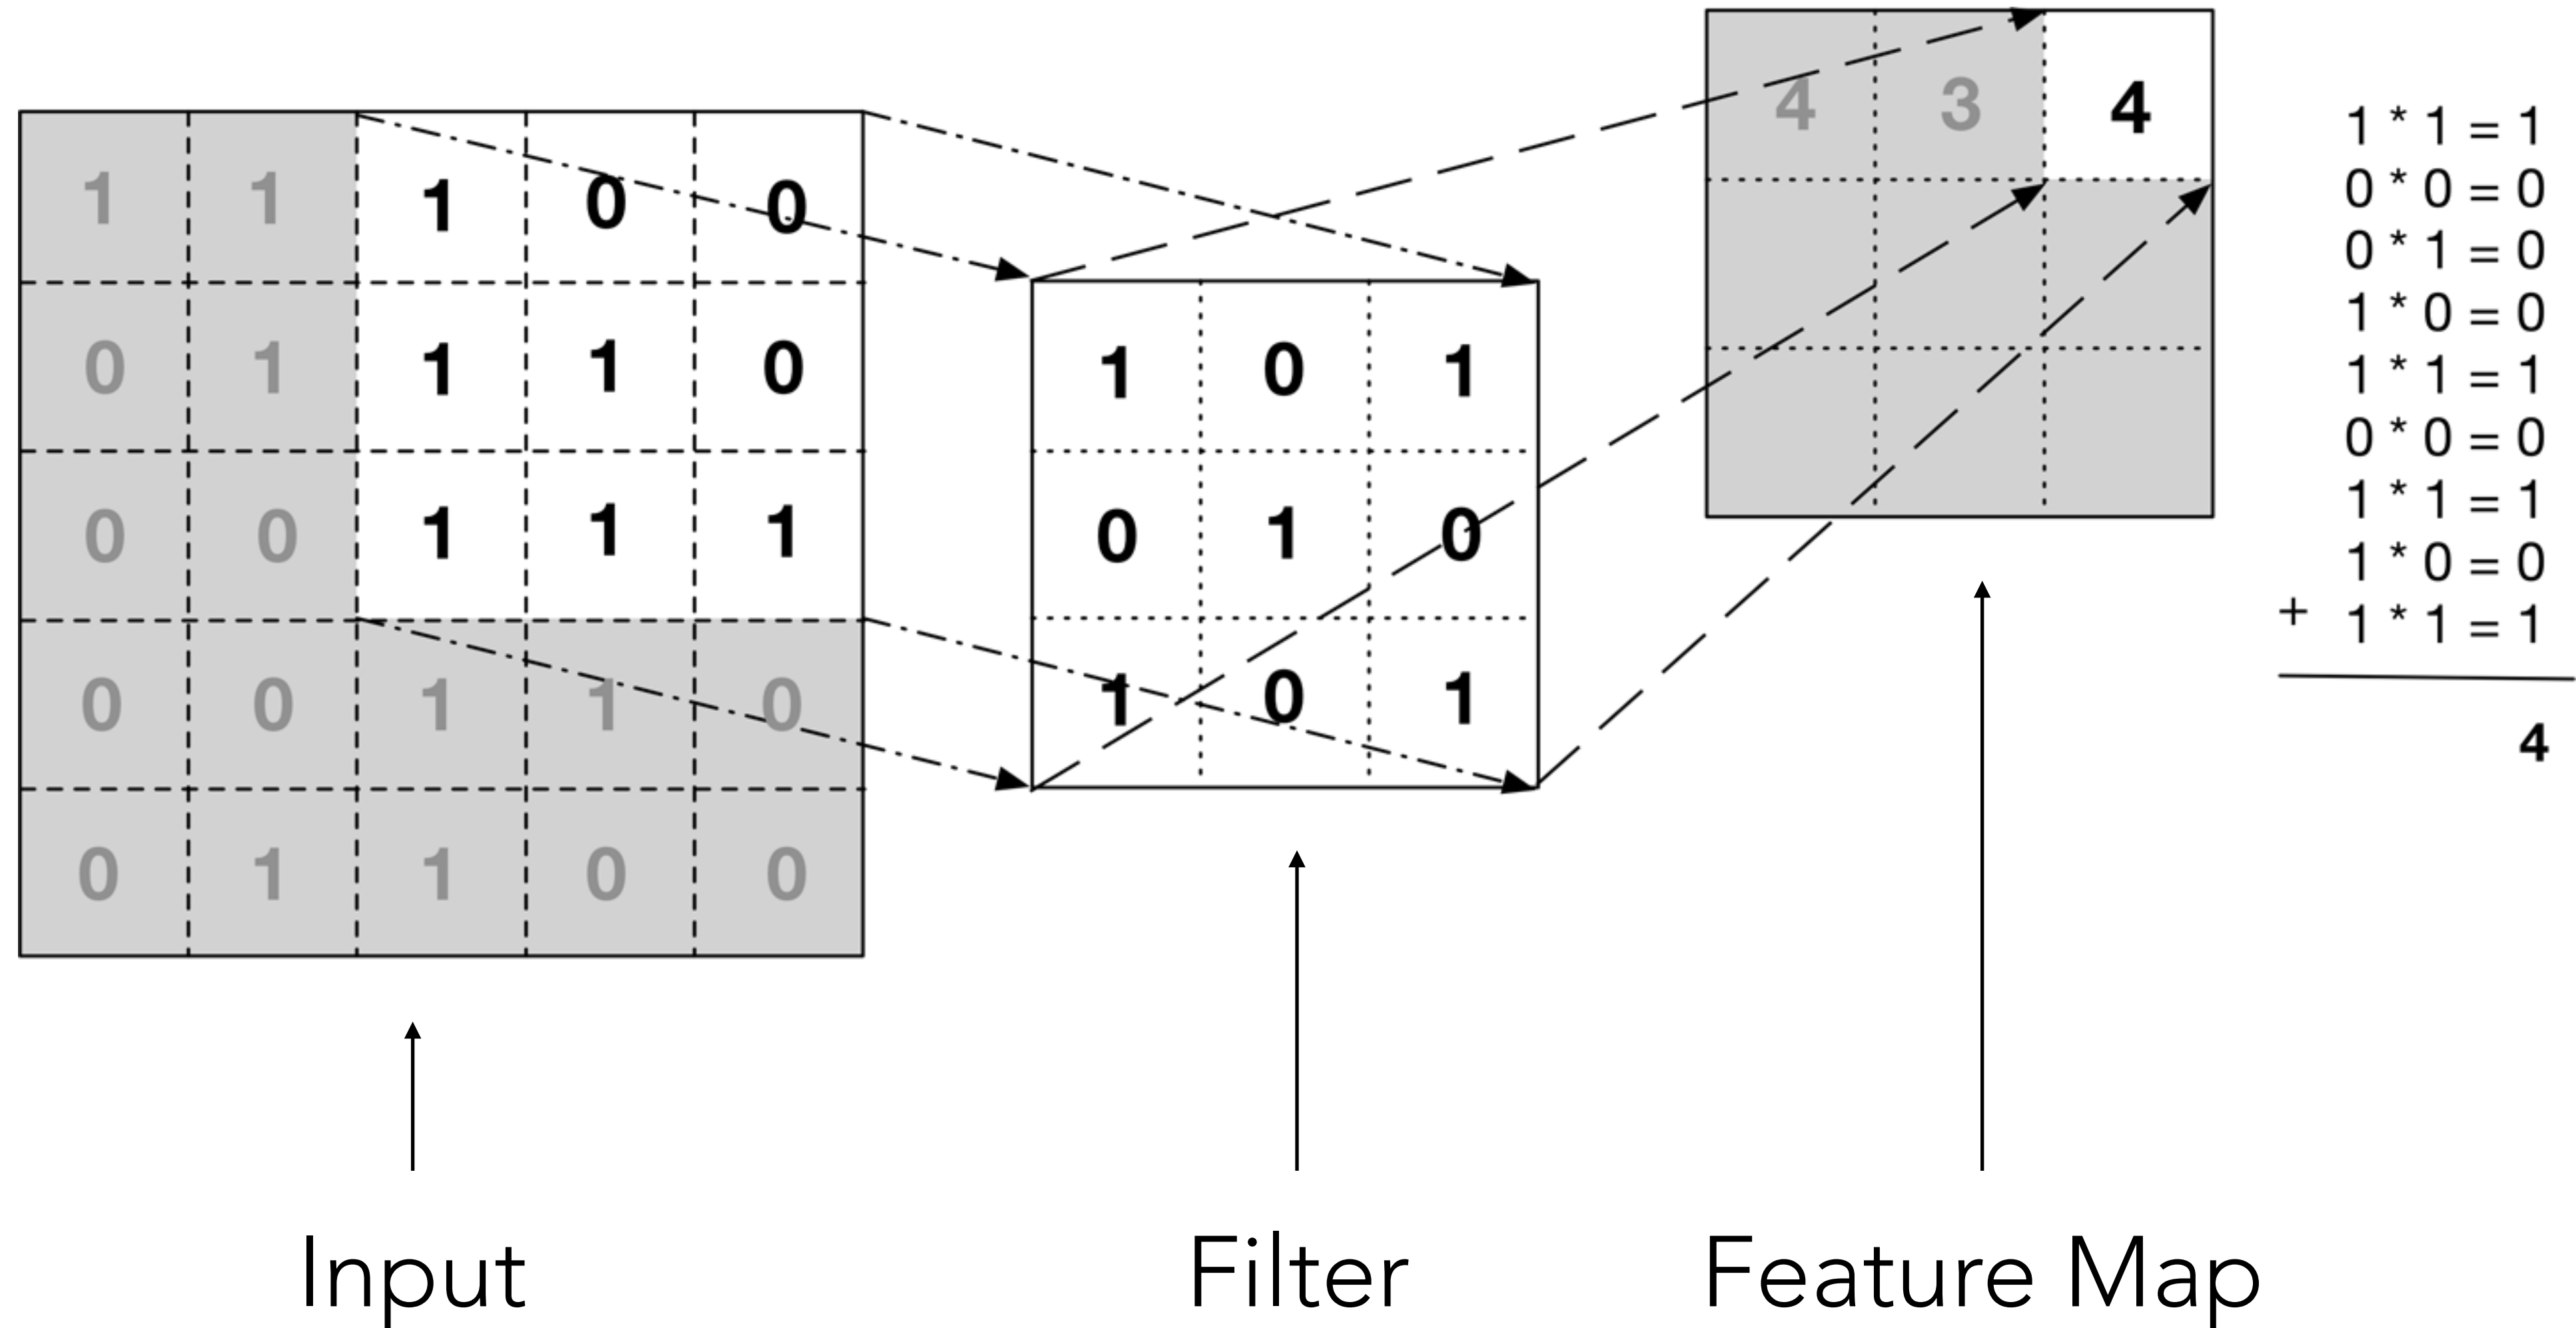 1 1 1 0 0
0 1 1 1 0
0 0 1 1 1
0 0 1 1 0
0 1 1 0 0
1 0 1
0 1 0
1 0 1
4 3 4
1 * 1 = 1
0 * 0 = 0
0 * 1 = 0
1 * 0 = 0
1 * 1 = 1
0 * 0 = 0
1 * 1 = 1
1 * 0 = 0
+ 1 * 1 = 1
4
Input
Filter
Feature Map